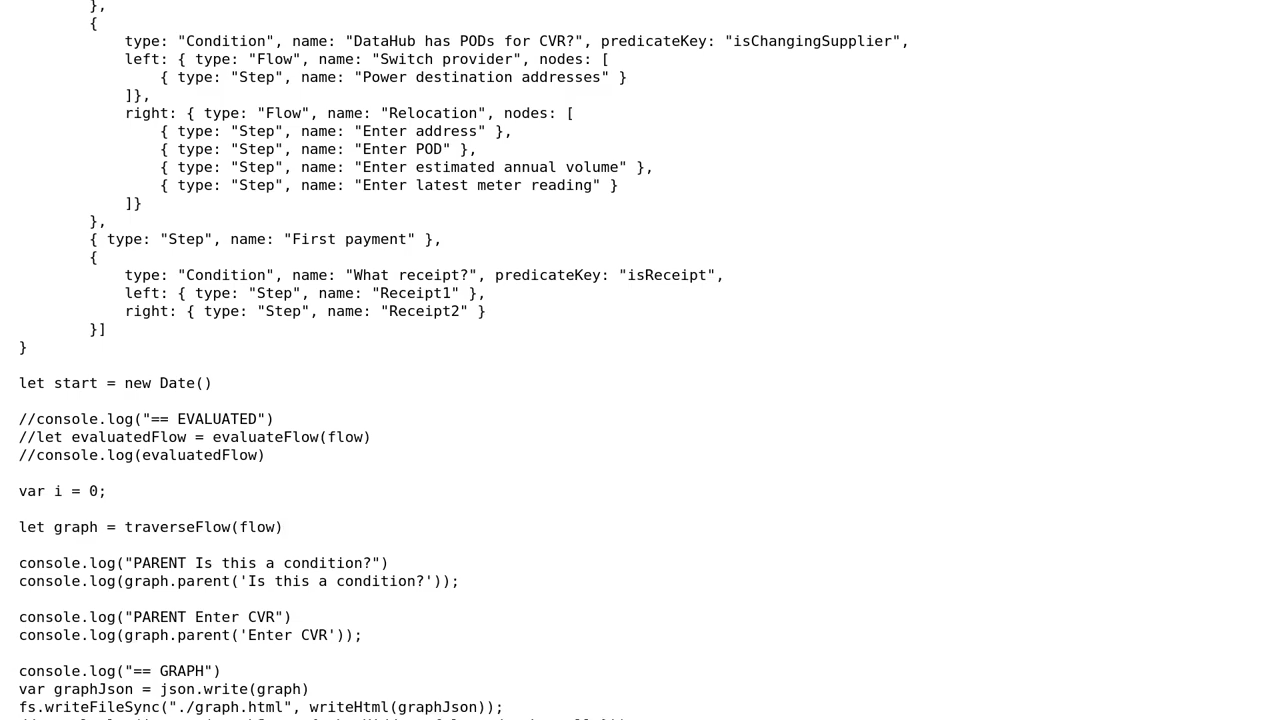 },
        {
            type: "Condition", name: "DataHub has PODs for CVR?", predicateKey: "isChangingSupplier",
            left: { type: "Flow", name: "Switch provider", nodes: [
                { type: "Step", name: "Power destination addresses" }
            ]},
            right: { type: "Flow", name: "Relocation", nodes: [
                { type: "Step", name: "Enter address" },
                { type: "Step", name: "Enter POD" },
                { type: "Step", name: "Enter estimated annual volume" },
                { type: "Step", name: "Enter latest meter reading" }
            ]}
        },
        { type: "Step", name: "First payment" },
        {
            type: "Condition", name: "What receipt?", predicateKey: "isReceipt",
            left: { type: "Step", name: "Receipt1" },
            right: { type: "Step", name: "Receipt2" }
        }]
}

let start = new Date()

//console.log("== EVALUATED")
//let evaluatedFlow = evaluateFlow(flow)
//console.log(evaluatedFlow)

var i = 0;

let graph = traverseFlow(flow)

console.log("PARENT Is this a condition?")
console.log(graph.parent('Is this a condition?'));

console.log("PARENT Enter CVR")
console.log(graph.parent('Enter CVR'));

console.log("== GRAPH")
var graphJson = json.write(graph)
fs.writeFileSync("./graph.html", writeHtml(graphJson));